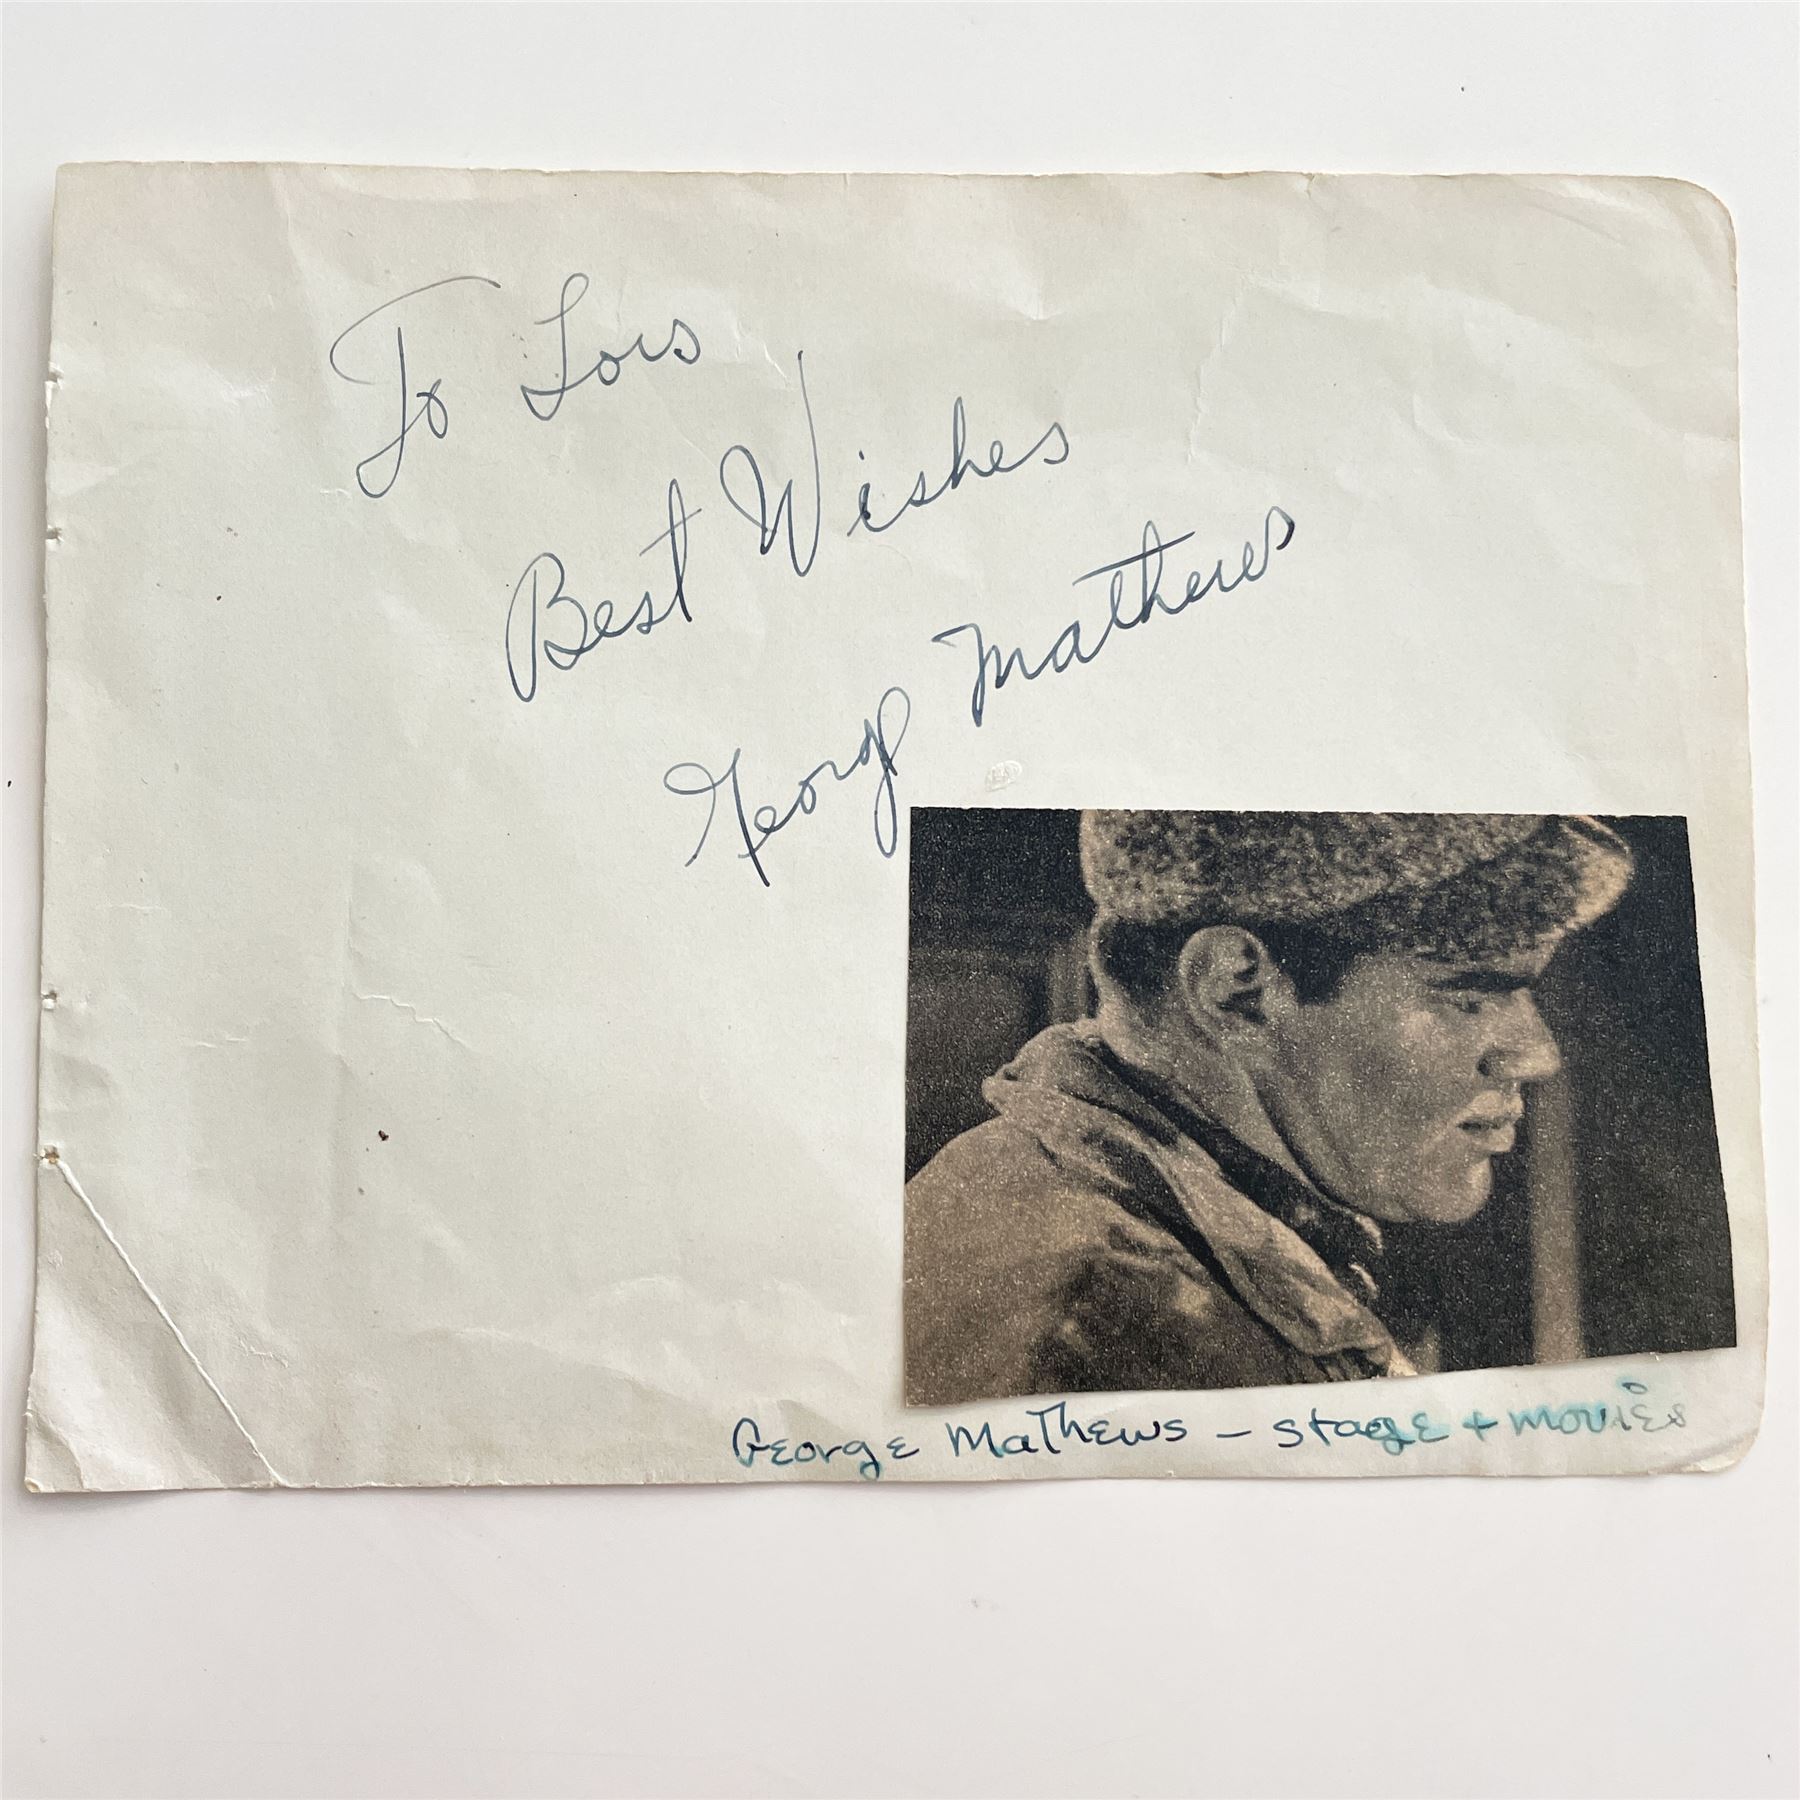 To Lois
Best Wishes
George Mathews
George Mathews - stage + movies